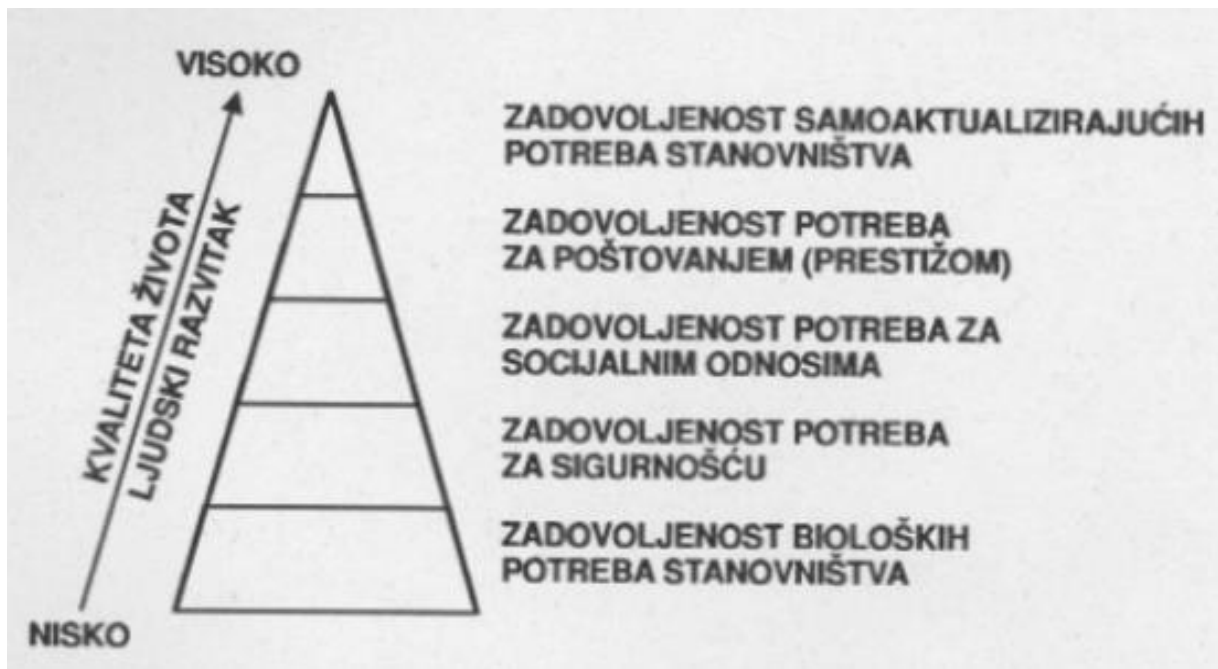 VISOKO
KVALITETA ŽIVOTA
LJUDSKI RAZVITAK
NISKO
ZADOVOLJENOST SAMOAKTUALIZIRAJUĆIH
POTREBA STANOVNIŠTVA
ZADOVOLJENOST POTREBA
ZA POŠTOVANJEM (PRESTIŽOM)
ZADOVOLJENOST POTREBA ZA
SOCIJALNIM ODNOSIMA
ZADOVOLJENOST POTREBA
ZA SIGURNOŠĆU
ZADOVOLJENOST BIOLOŠKIH
POTREBA STANOVNIŠTVA